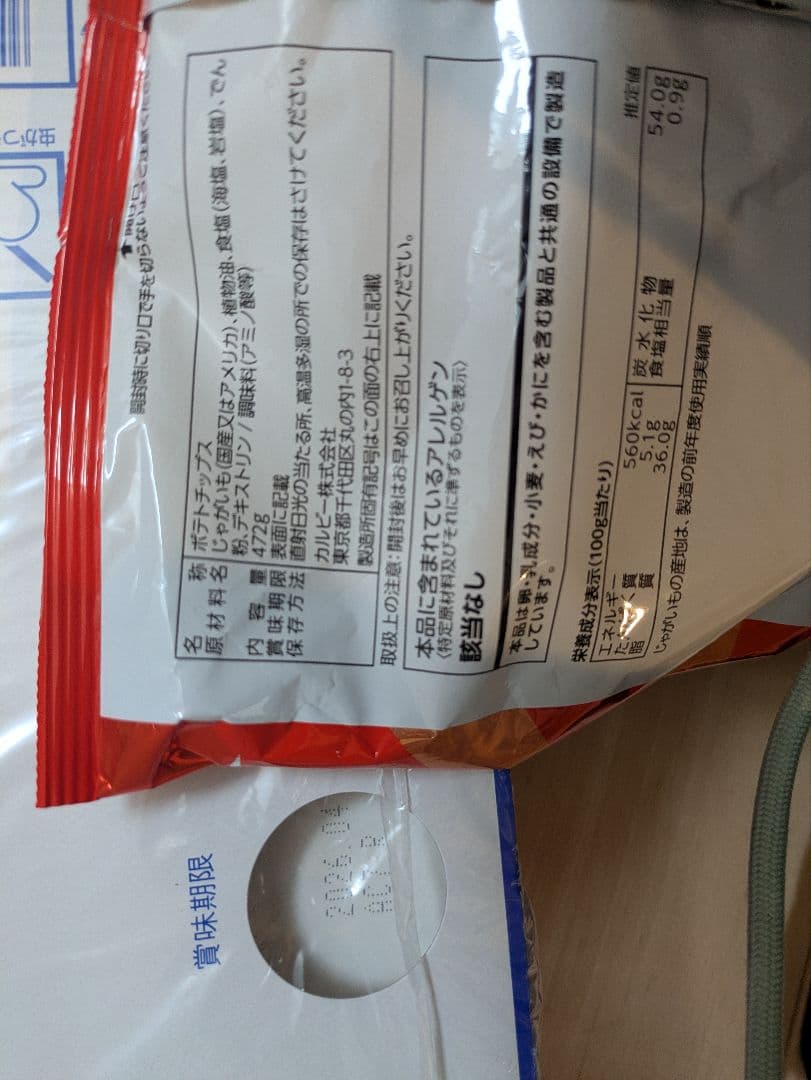 開封時に切り口で手を切らないようご注意くだ
名称 ポテトチップス
原材料名 じゃがいも(国産又はアメリカ)、植物油、食塩(海塩、岩塩)、でん
粉、デキストリン/調味料(アミノ酸等)
内容量 472g
賞味期限 表面に記載
保存方法 直射日光の当たる所、高温多湿の所での保存はさけてください。
カルビー株式会社
東京都千代田区丸の内1-8-3
製造所固有記号はこの面の右上に記載
取扱上の注意:開封後はお早めにお召し上がりください。
本品に含まれているアレルゲン
〈特定原材料及びそれに準ずるものを表示〉
該当なし
本品は卵・乳成分・小麦・えび・かにを含む製品と共通の設備で製造
しています。
栄養成分表示(100g当たり) 推定値
エネルギー 560kcal 炭水化物 54.0g
たんぱく質 5.1g 食塩相当量 0.9g
脂質 36.0g
じゃがいもの産地は、製造の前年度使用実績順
賞味期限
2026.04
虫がつ